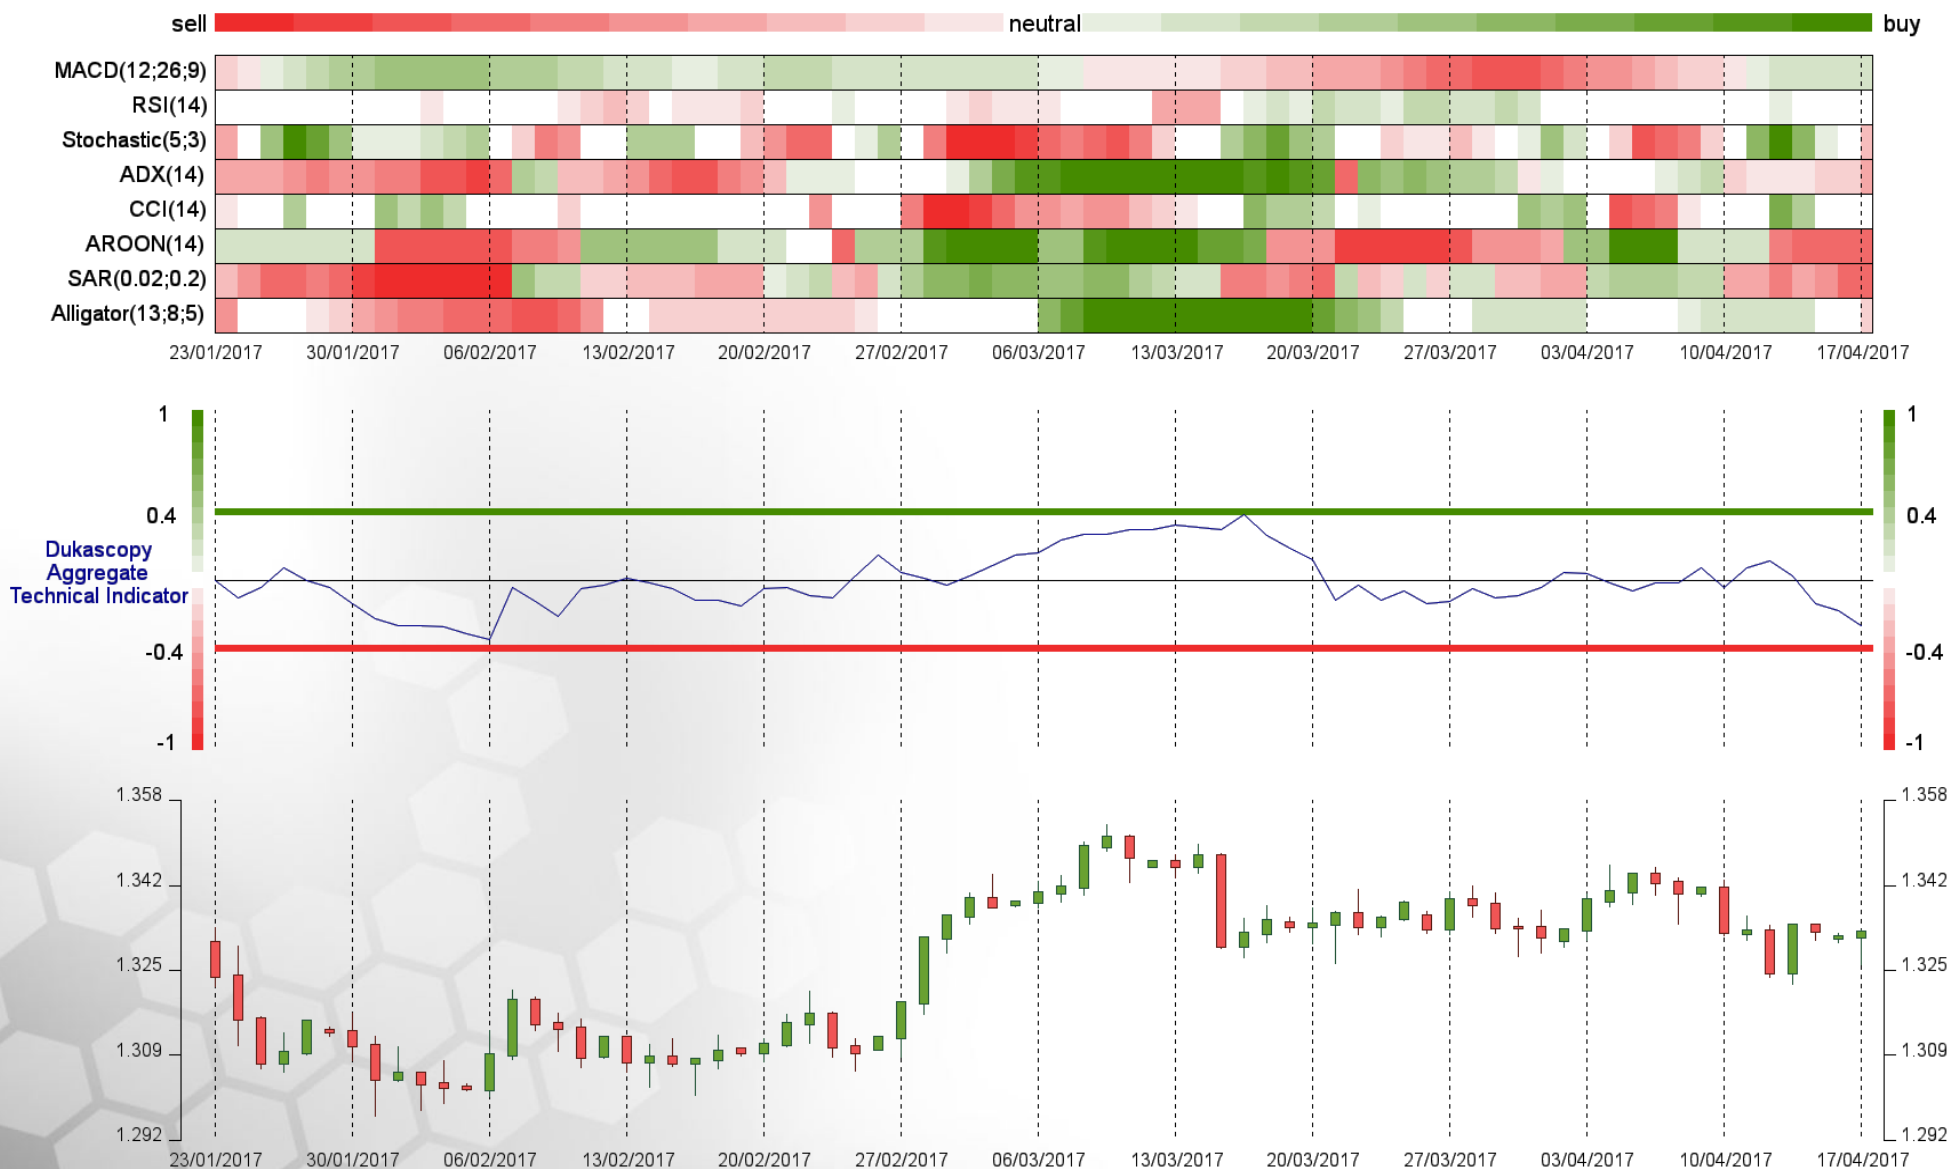 sell neutral buy
MACD(12;26;9)
RSI(14)
Stochastic(5;3)
ADX(14)
CCI(14)
AROON(14)
SAR(0.02;0.2)
Alligator(13;8;5)
23/01/2017 30/01/2017 06/02/2017 13/02/2017 20/02/2017 27/02/2017 06/03/2017 13/03/2017 20/03/2017 27/03/2017 03/04/2017 10/04/2017 17/04/2017
1 1
0.4 0.4
Dukascopy
Aggregate
Technical Indicator
-0.4 -0.4
-1 -1
1.358 1.358
1.342 1.342
1.325 1.325
1.309 1.309
1.292 1.292
23/01/2017 30/01/2017 06/02/2017 13/02/2017 20/02/2017 27/02/2017 06/03/2017 13/03/2017 20/03/2017 27/03/2017 03/04/2017 10/04/2017 17/04/2017